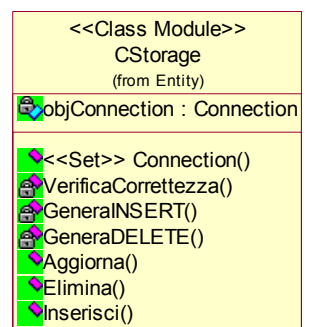 <<Class Module>>
CStorage
(from Entity)
objConnection : Connection
<<Set>> Connection()
VerificaCorrettezza()
GeneraINSERT()
GeneraDELETE()
Aggiorna()
Elimina()
Inserisci()